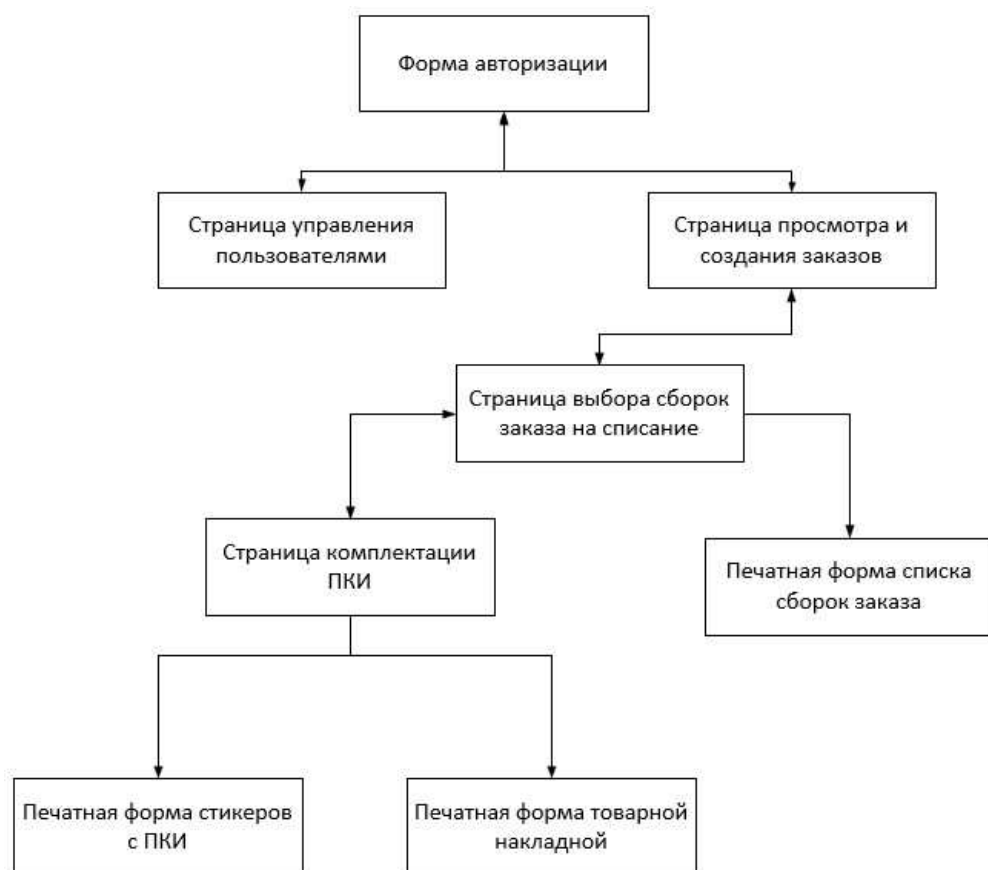 Форма авторизации
Страница управления
пользователями
Страница просмотра и
создания заказов
Страница выбора сборок
заказа на списание
Страница комплектации
ПКИ
Печатная форма списка
сборок заказа
Печатная форма стикеров
с ПКИ
Печатная форма товарной
накладной